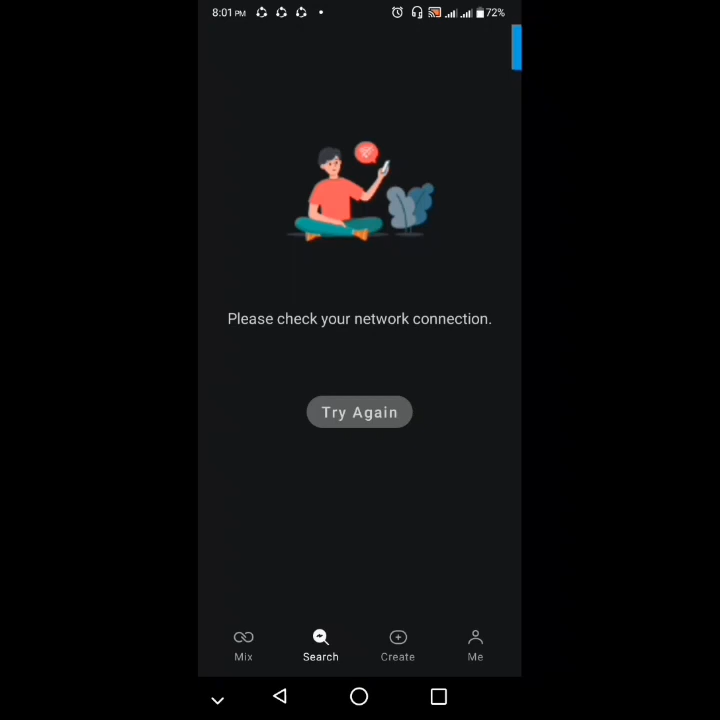 8:01 PM 72%
Please check your network connection.
Try Again
Mix Search Create Me